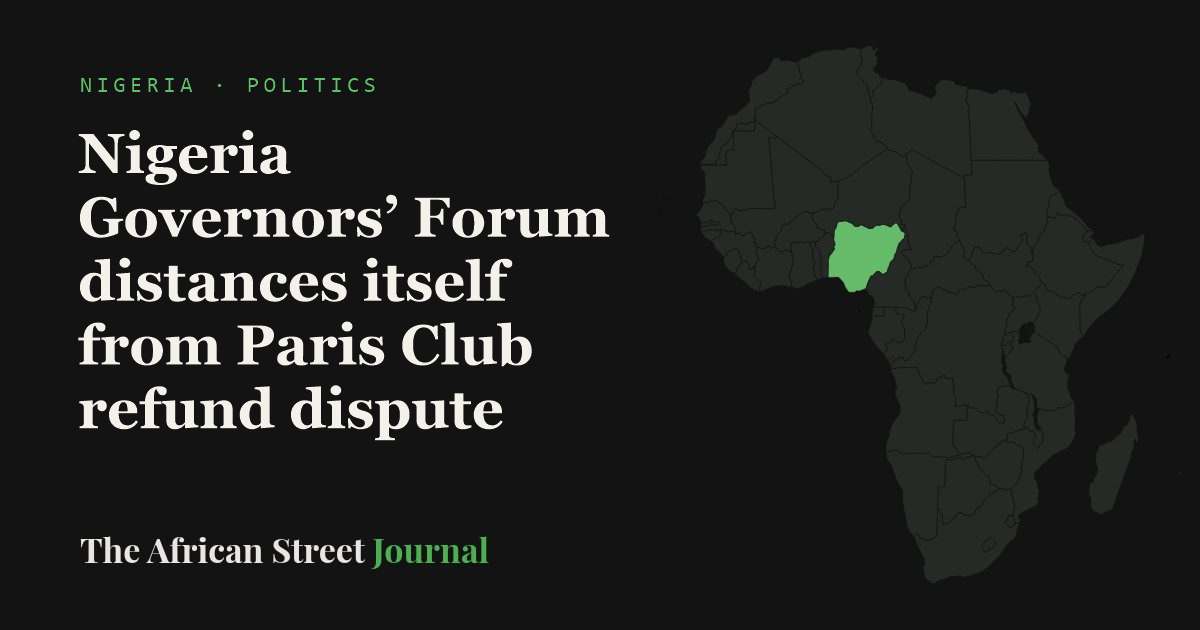 NIGERIA · POLITICS
Nigeria
Governors’ Forum
distances itself
from Paris Club
refund dispute
The African Street Journal